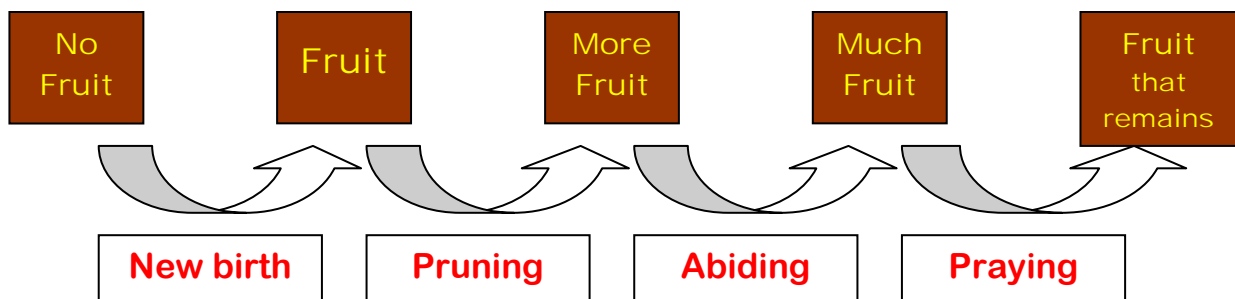 No
Fruit
Fruit
More
Fruit
Much
Fruit
Fruit
that
remains
New birth
Pruning
Abiding
Praying